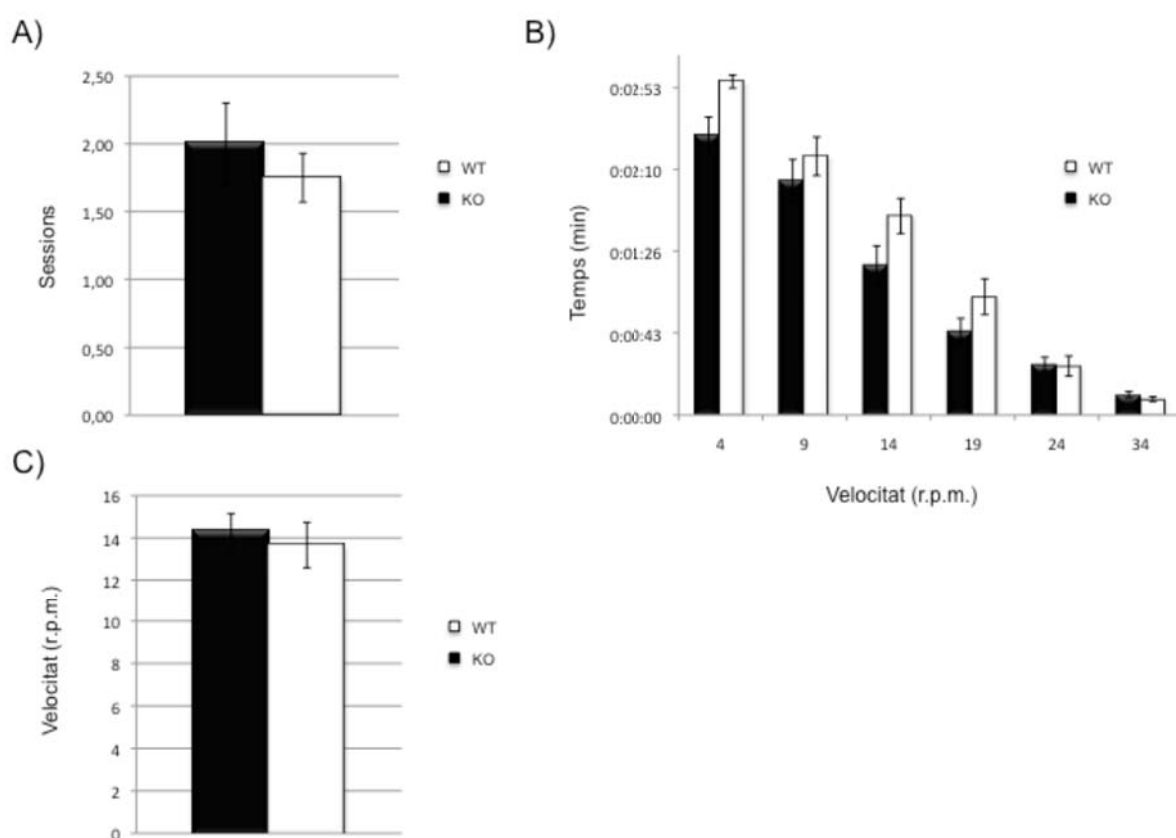 A)
2,50
2,00
1,50
1,00
0,50
0,00
Sessions
WT
KO
B)
0:02:53
0:02:10
0:01:26
0:00:43
0:00:00
Temps (min)
WT
KO
4 9 14 19 24 34
Velocitat (r.p.m.)
C)
16
14
12
10
8
6
4
2
0
Velocitat (r.p.m.)
WT
KO